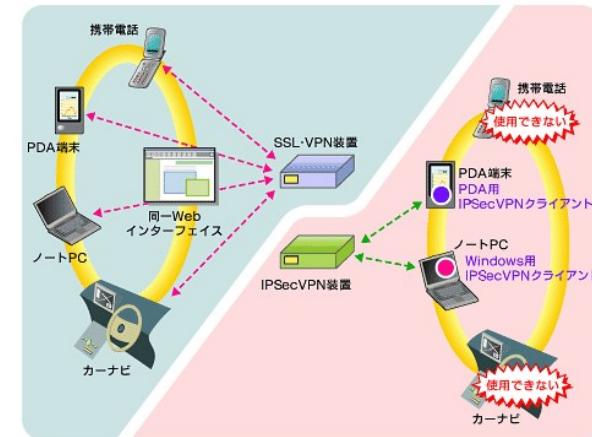 携帯電話
PDA端末
SSL・VPN装置
同一Web
インターフェイス
ノートPC
カーナビ
IPSecVPN装置
携帯電話
使用できない
PDA端末
PDA用
IPSecVPNクライアント
ノートPC
Windows用
IPSecVPNクライアント
使用できない
カーナビ